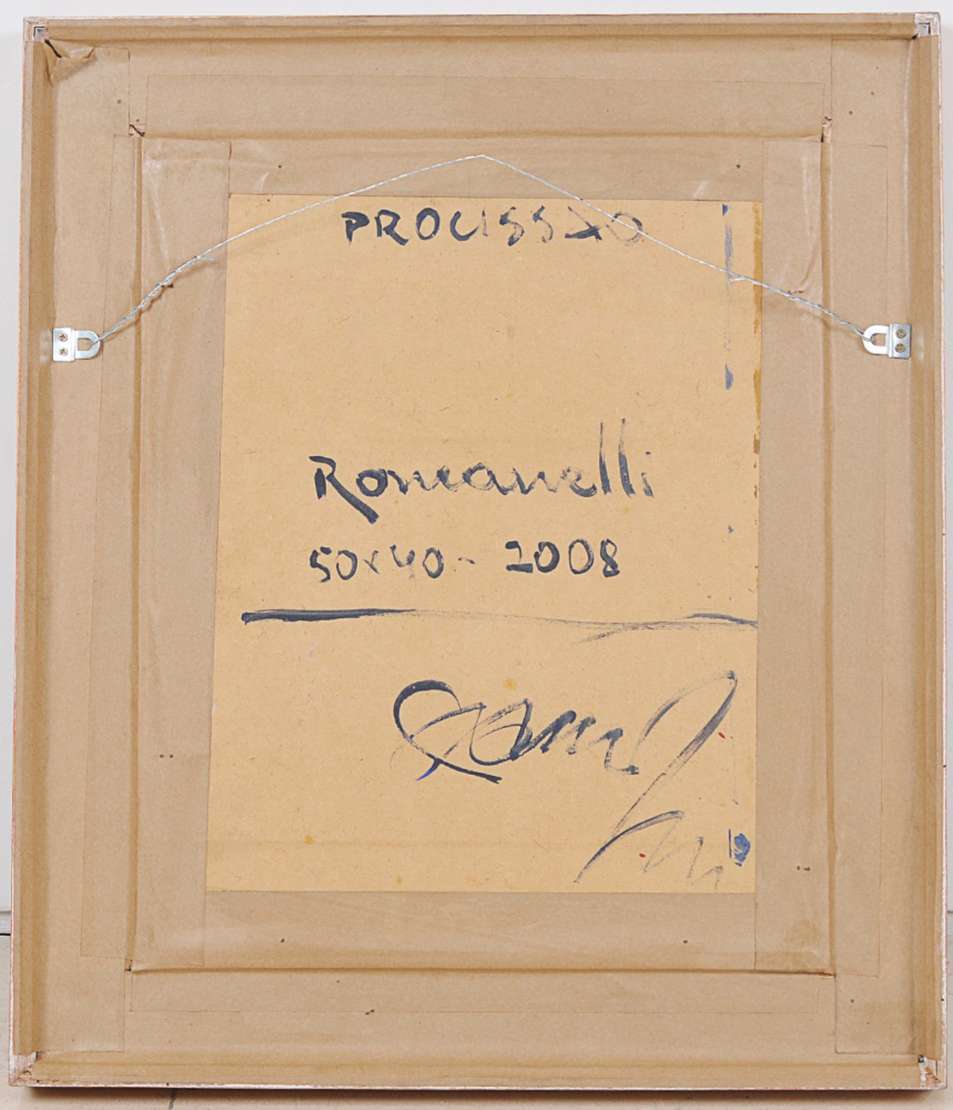 PROCISSÃO
Romanelli
50x40 - 2008